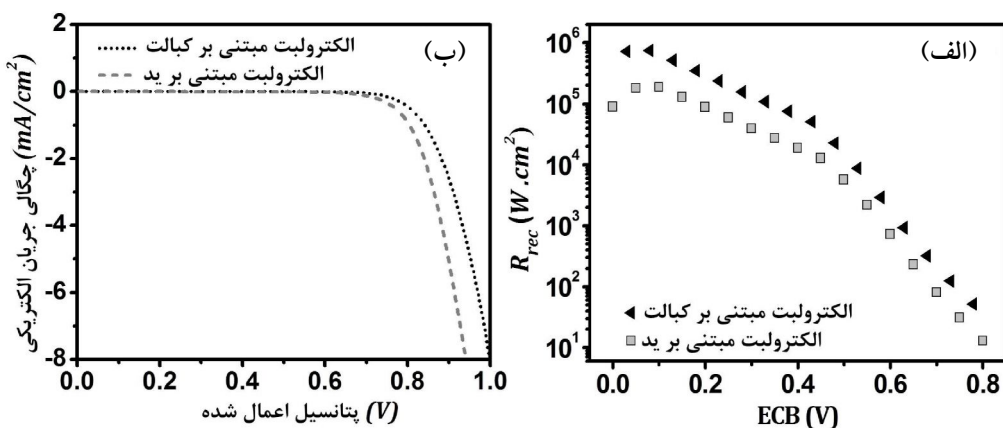 (الف)
10⁶
10⁵
10⁴
10³
10²
10¹
R_rec (W .cm²)
الکترولیت مبتنی بر کبالت
الکترولیت مبتنی بر ید
0.0 0.2 0.4 0.6 0.8
ECB (V)
(ب)
2
0
-2
-4
-6
-8
چگالی جریان الکتریکی (mA/cm²)
الکترولیت مبتنی بر کبالت
الکترولیت مبتنی بر ید
0.0 0.2 0.4 0.6 0.8 1.0
پتانسیل اعمال شده (V)